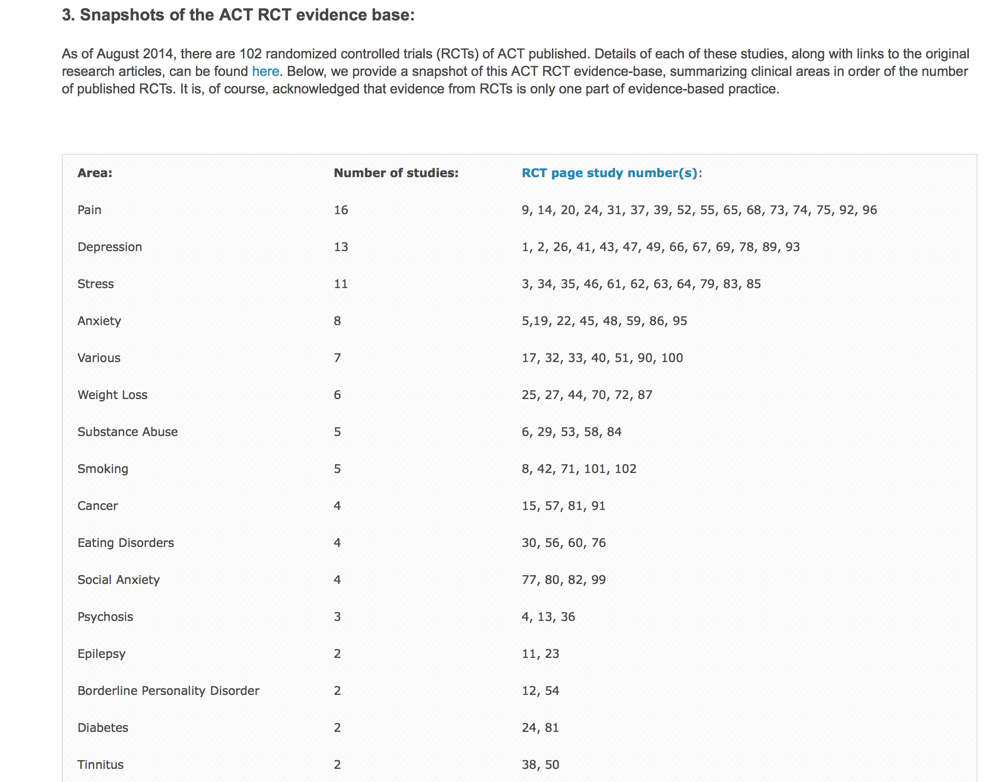 3. Snapshots of the ACT RCT evidence base:
As of August 2014, there are 102 randomized controlled trials (RCTs) of ACT published. Details of each of these studies, along with links to the original
research articles, can be found here. Below, we provide a snapshot of this ACT RCT evidence-base, summarizing clinical areas in order of the number
of published RCTs. It is, of course, acknowledged that evidence from RCTs is only one part of evidence-based practice.
Area: Number of studies: RCT page study number(s):
Pain 16 9, 14, 20, 24, 31, 37, 39, 52, 55, 65, 68, 73, 74, 75, 92, 96
Depression 13 1, 2, 26, 41, 43, 47, 49, 66, 67, 69, 78, 89, 93
Stress 11 3, 34, 35, 46, 61, 62, 63, 64, 79, 83, 85
Anxiety 8 5,19, 22, 45, 48, 59, 86, 95
Various 7 17, 32, 33, 40, 51, 90, 100
Weight Loss 6 25, 27, 44, 70, 72, 87
Substance Abuse 5 6, 29, 53, 58, 84
Smoking 5 8, 42, 71, 101, 102
Cancer 4 15, 57, 81, 91
Eating Disorders 4 30, 56, 60, 76
Social Anxiety 4 77, 80, 82, 99
Psychosis 3 4, 13, 36
Epilepsy 2 11, 23
Borderline Personality Disorder 2 12, 54
Diabetes 2 24, 81
Tinnitus 2 38, 50